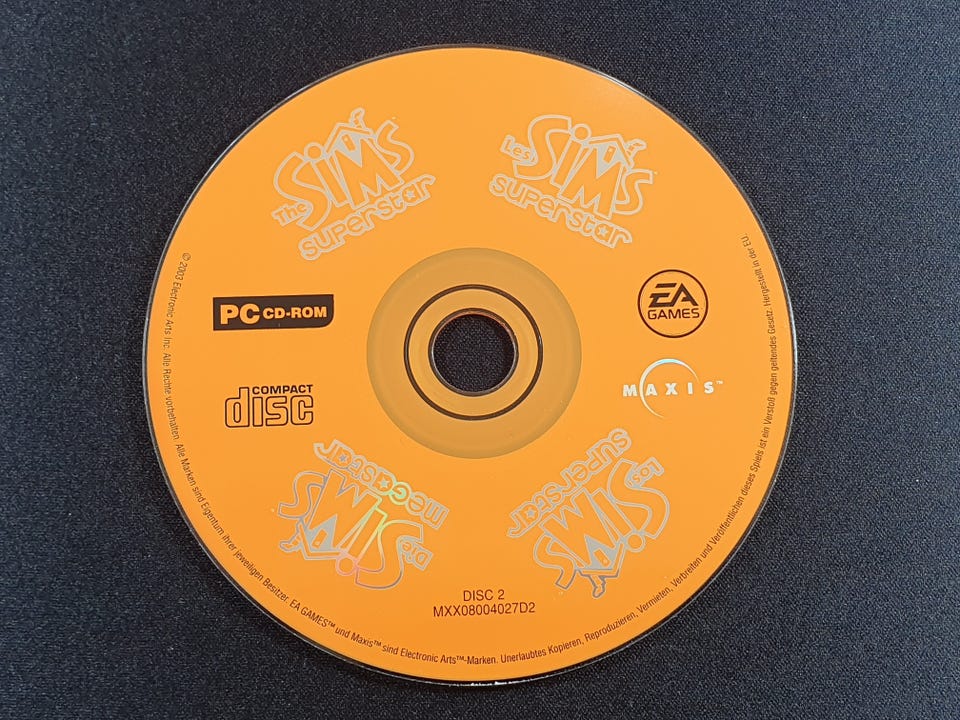 The SIMS
superstar
Les SIMS™
superstar
PC CD-ROM
EA
GAMES
COMPACT
disc
MAXIS™
Die SIMS
megastar
Los SIMS
superstar
DISC 2
MXX08004027D2
© 2003 Electronic Arts Inc. Alle Rechte vorbehalten. Alle Marken sind Eigentum ihrer jeweiligen Besitzer. EA GAMES™ und Maxis™ sind Electronic Arts™-Marken. Unerlaubtes Kopieren, Reproduzieren, Vermieten, Verbreiten und Veröffentlichen dieses Spiels ist ein Verstoß gegen geltendes Gesetz. Hergestellt in der EU.